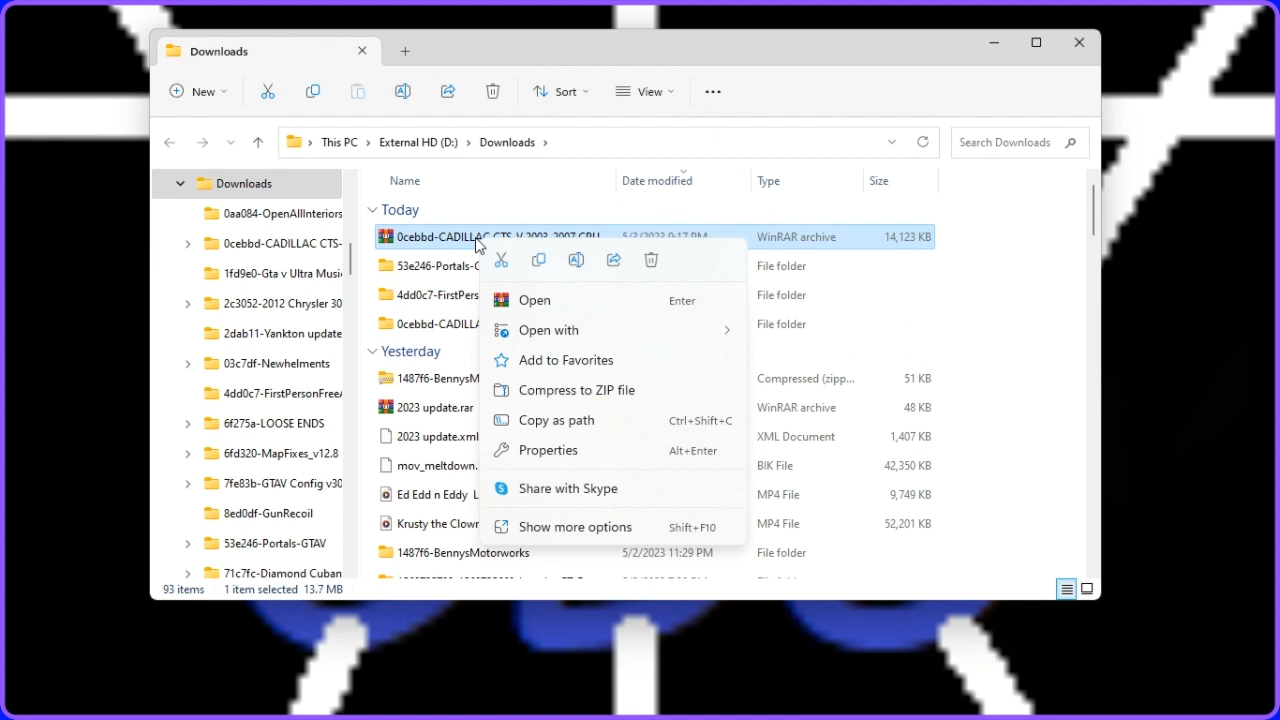 Downloads
New
Sort
View
This PC
External HD (D:)
Downloads
Search Downloads
Downloads
0aa084-OpenAllInteriors
0cebbd-CADILLAC CTS-
1fd9e0-Gta v Ultra Musi
2c3052-2012 Chrysler 30
2dab11-Yankton update
03c7df-Newhelments
4dd0c7-FirstPersonFree
6f275a-LOOSE ENDS
6fd320-MapFixes_v12.8
7fe83b-GTAV Config v30
8ed0df-GunRecoil
53e246-Portals-GTAV
71c7fc-Diamond Cuban
Name Date modified Type Size
Today
0cebbd-CADILLAC CTS-V 2003-2007 CPU 5/3/2023 9:17 PM WinRAR archive 14,123 KB
53e246-Portals-G File folder
4dd0c7-FirstPers File folder
0cebbd-CADILLA File folder
Yesterday
1487f6-BennysM Compressed (zipp... 51 KB
2023 update.rar WinRAR archive 48 KB
2023 update.xml XML Document 1,407 KB
mov_meltdown. BIK File 42,350 KB
Ed Edd n Eddy L MP4 File 9,749 KB
Krusty the Clown MP4 File 52,201 KB
1487f6-BennysMotorworks 5/2/2023 11:29 PM File folder
Open Enter
Open with
Add to Favorites
Compress to ZIP file
Copy as path Ctrl+Shift+C
Properties Alt+Enter
Share with Skype
Show more options Shift+F10
93 items 1 item selected 13.7 MB